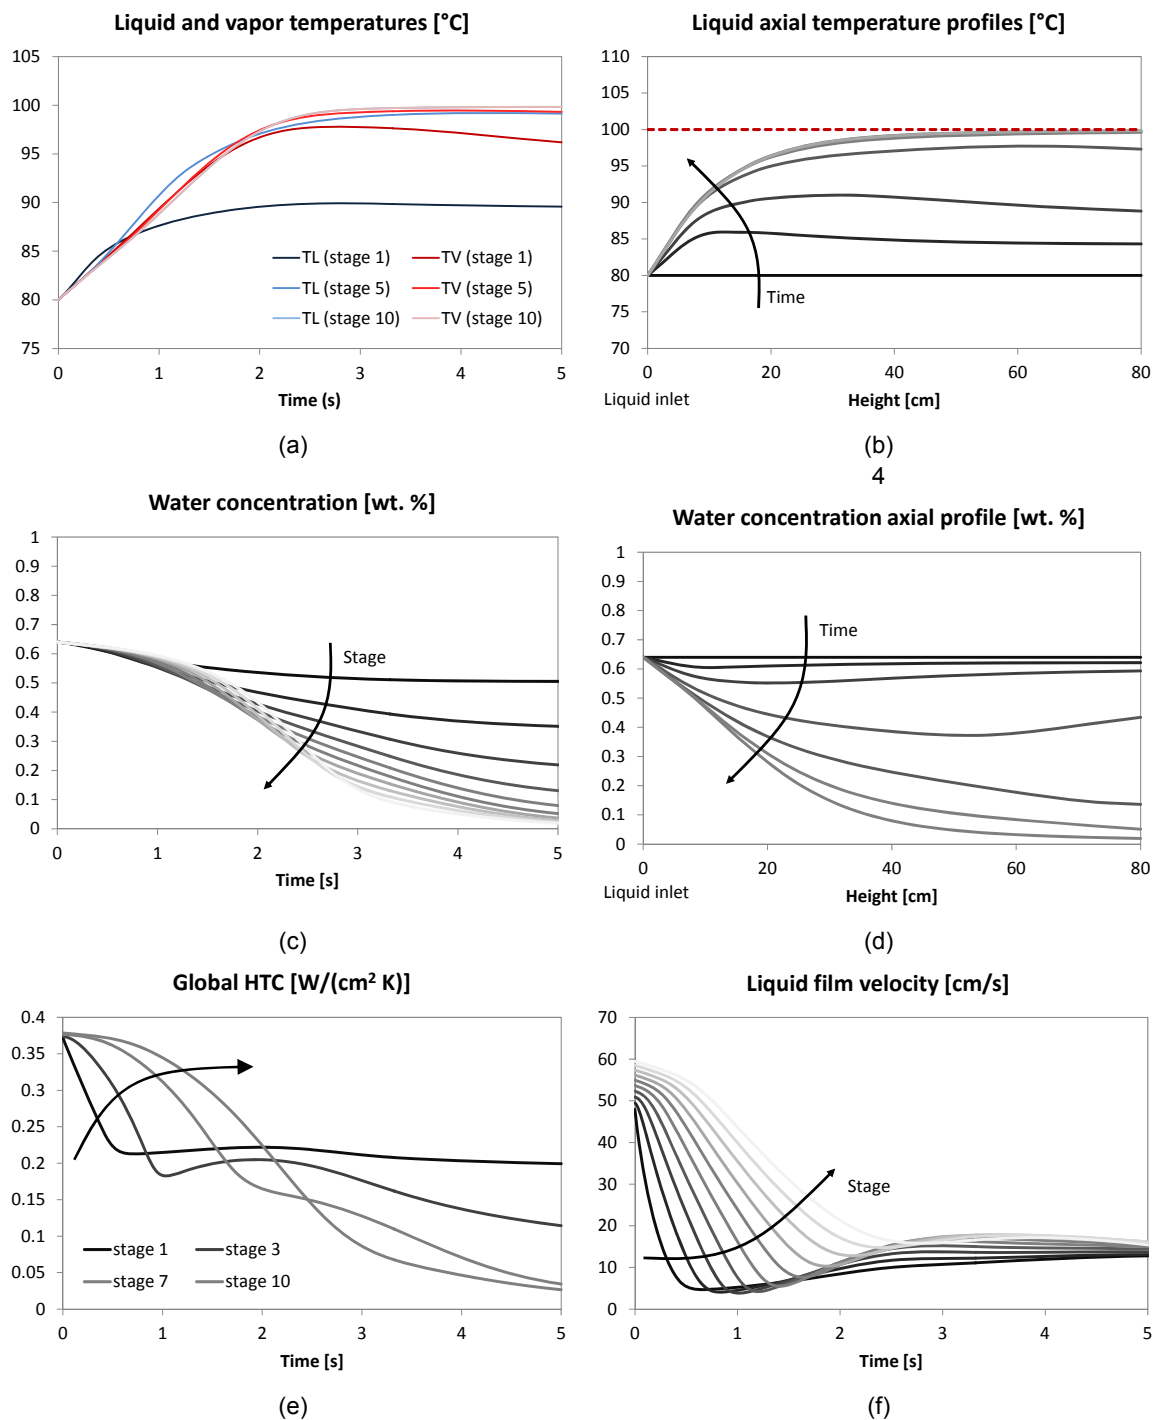 Liquid and vapor temperatures [°C]
105
100
95
90
85
80
75
TL (stage 1) TV (stage 1)
TL (stage 5) TV (stage 5)
TL (stage 10) TV (stage 10)
0 1 2 3 4 5
Time (s)
(a)
Liquid axial temperature profiles [°C]
110
105
100
95
90
85
80
75
70
Time
0 20 40 60 80
Liquid inlet
Height [cm]
(b)
4
Water concentration [wt. %]
1
0.9
0.8
0.7
0.6
0.5
0.4
0.3
0.2
0.1
0
Stage
0 1 2 3 4 5
Time [s]
(c)
Water concentration axial profile [wt. %]
1
0.9
0.8
0.7
0.6
0.5
0.4
0.3
0.2
0.1
0
Time
0 20 40 60 80
Liquid inlet
Height [cm]
(d)
Global HTC [W/(cm² K)]
0.4
0.35
0.3
0.25
0.2
0.15
0.1
0.05
0
stage 1 stage 3
stage 7 stage 10
0 1 2 3 4 5
Time [s]
(e)
Liquid film velocity [cm/s]
70
60
50
40
30
20
10
0
Stage
0 1 2 3 4 5
Time [s]
(f)